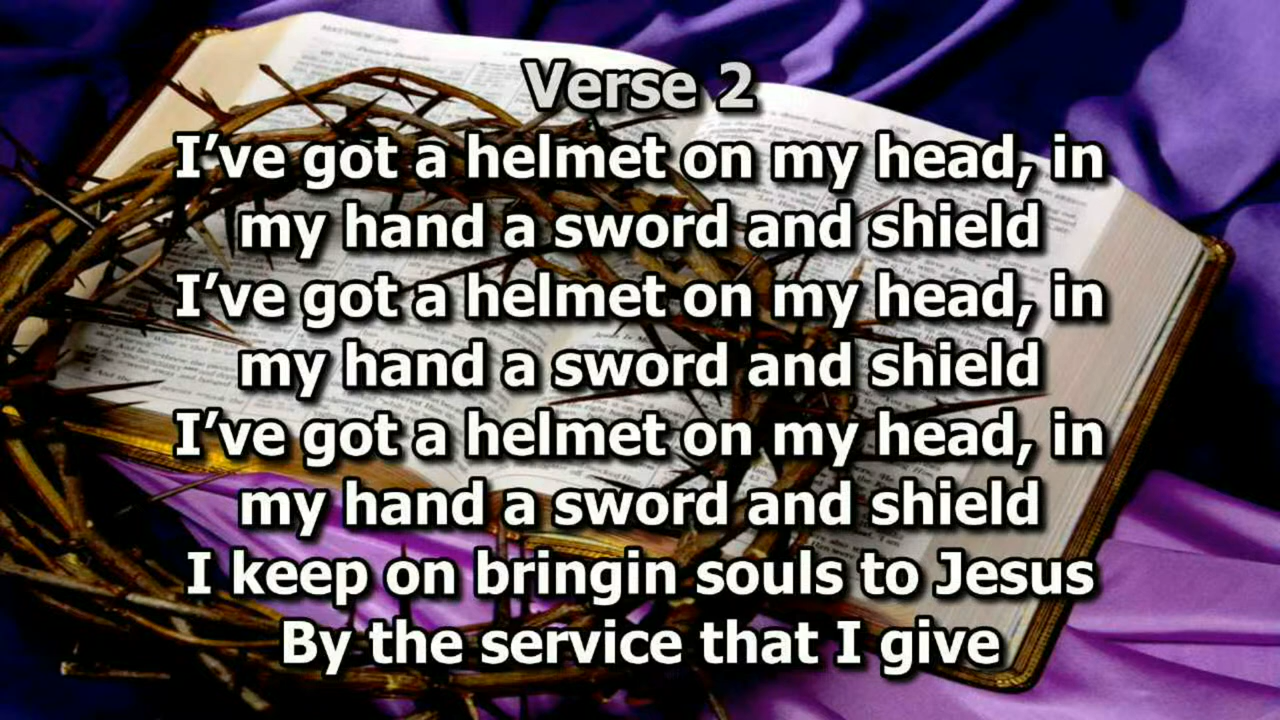 Verse 2
I’ve got a helmet on my head, in
my hand a sword and shield
I’ve got a helmet on my head, in
my hand a sword and shield
I’ve got a helmet on my head, in
my hand a sword and shield
I keep on bringin souls to Jesus
By the service that I give